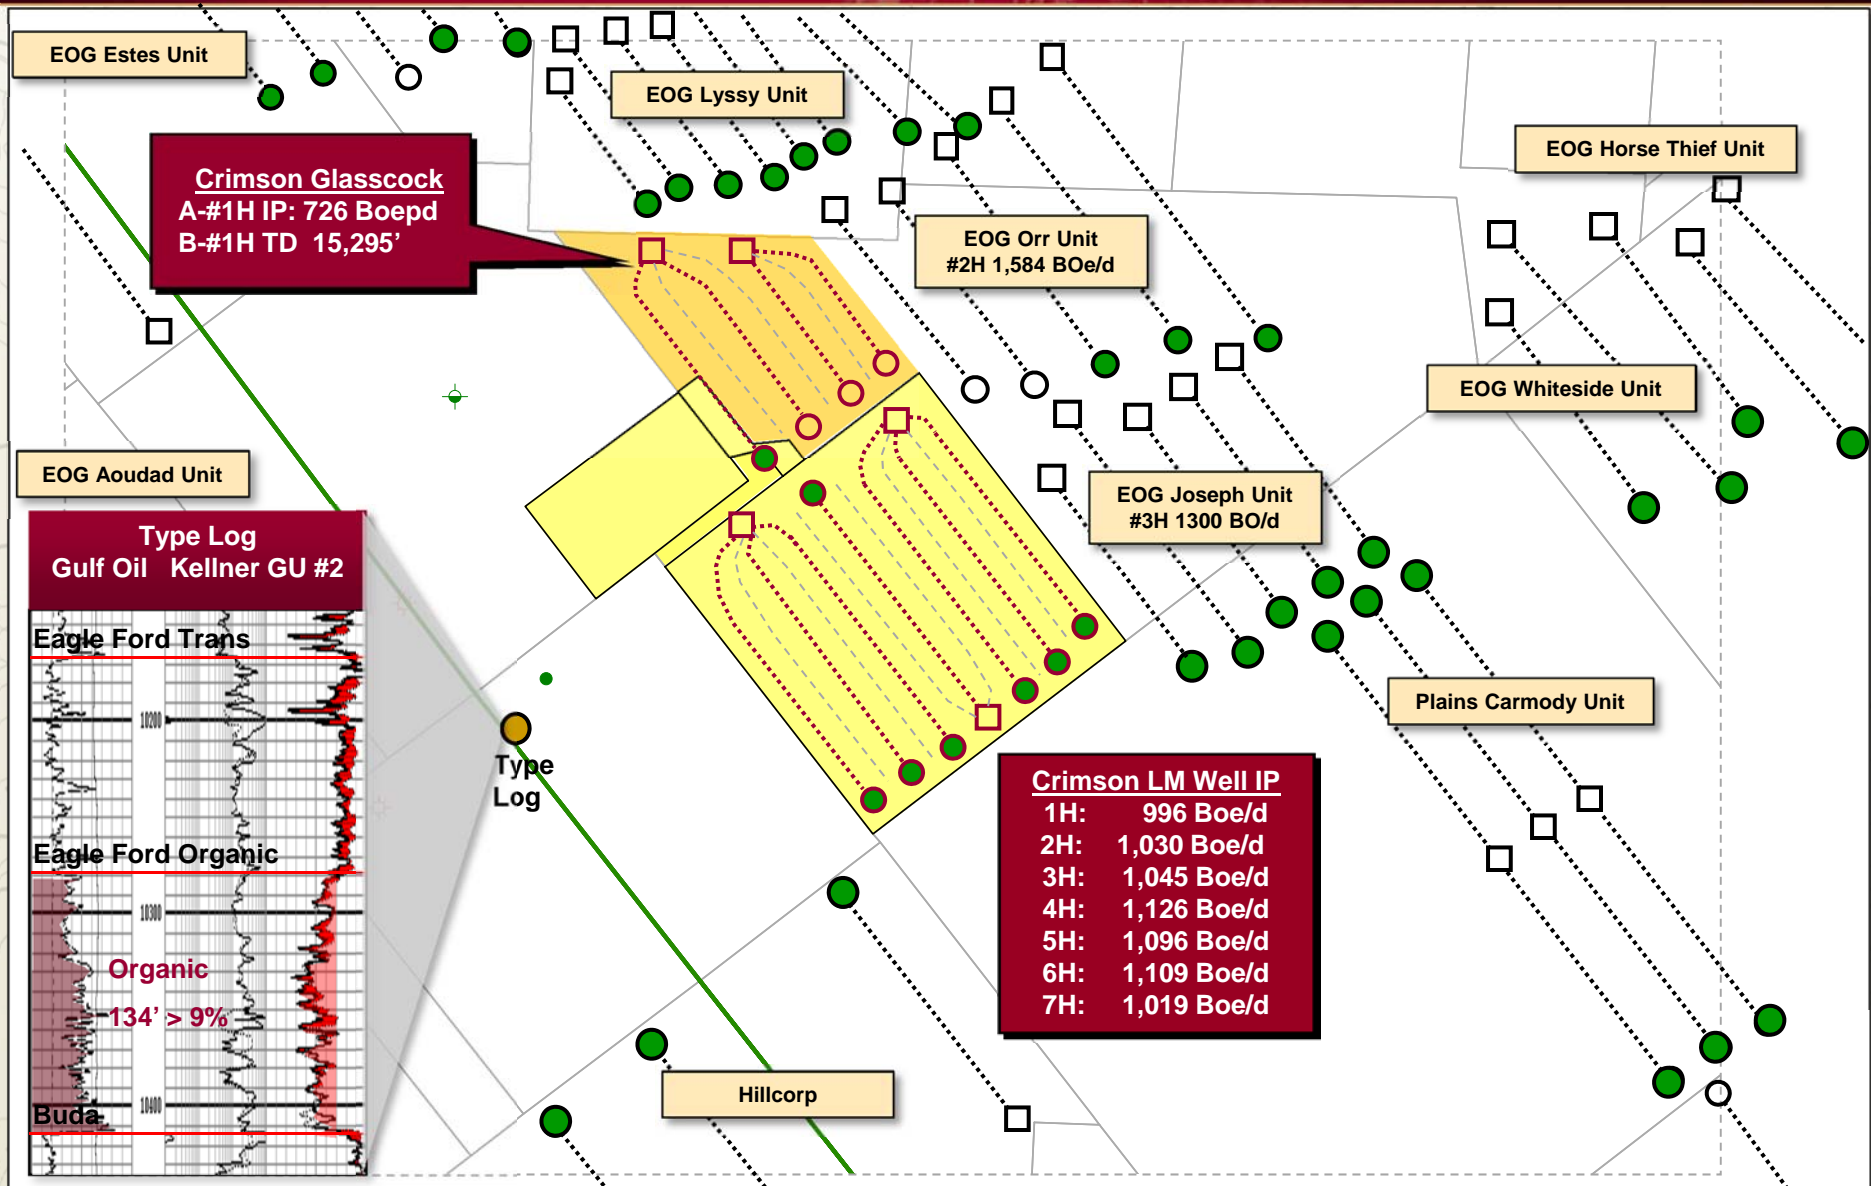 EOG Estes Unit
EOG Lyssy Unit
EOG Horse Thief Unit
Crimson Glasscock
A-#1H IP: 726 Boepd
B-#1H TD 15,295’
EOG Orr Unit
#2H 1,584 BOe/d
EOG Whiteside Unit
EOG Aoudad Unit
EOG Joseph Unit
#3H 1300 BO/d
Type Log
Gulf Oil Kellner GU #2
Eagle Ford Trans
10200
Eagle Ford Organic
10300
Organic
134’ > 9%
10400
Buda
Type
Log
Plains Carmody Unit
Crimson LM Well IP
1H: 996 Boe/d
2H: 1,030 Boe/d
3H: 1,045 Boe/d
4H: 1,126 Boe/d
5H: 1,096 Boe/d
6H: 1,109 Boe/d
7H: 1,019 Boe/d
Hillcorp